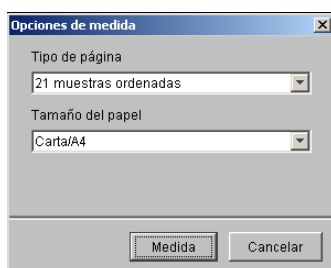 Opciones de medida
Tipo de página
21 muestras ordenadas
Tamaño del papel
Carta/A4
Medida
Cancelar